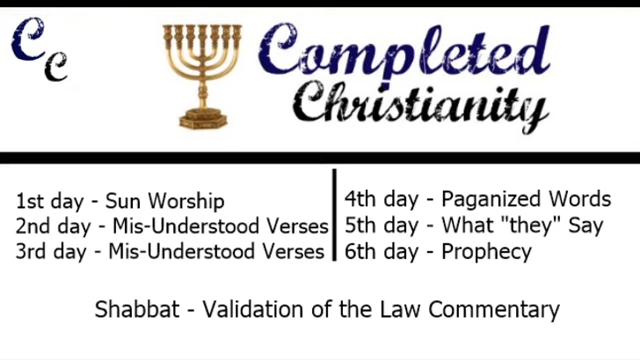 C
C
Completed
Christianity
1st day - Sun Worship
2nd day - Mis-Understood Verses
3rd day - Mis-Understood Verses
4th day - Paganized Words
5th day - What "they" Say
6th day - Prophecy
Shabbat - Validation of the Law Commentary